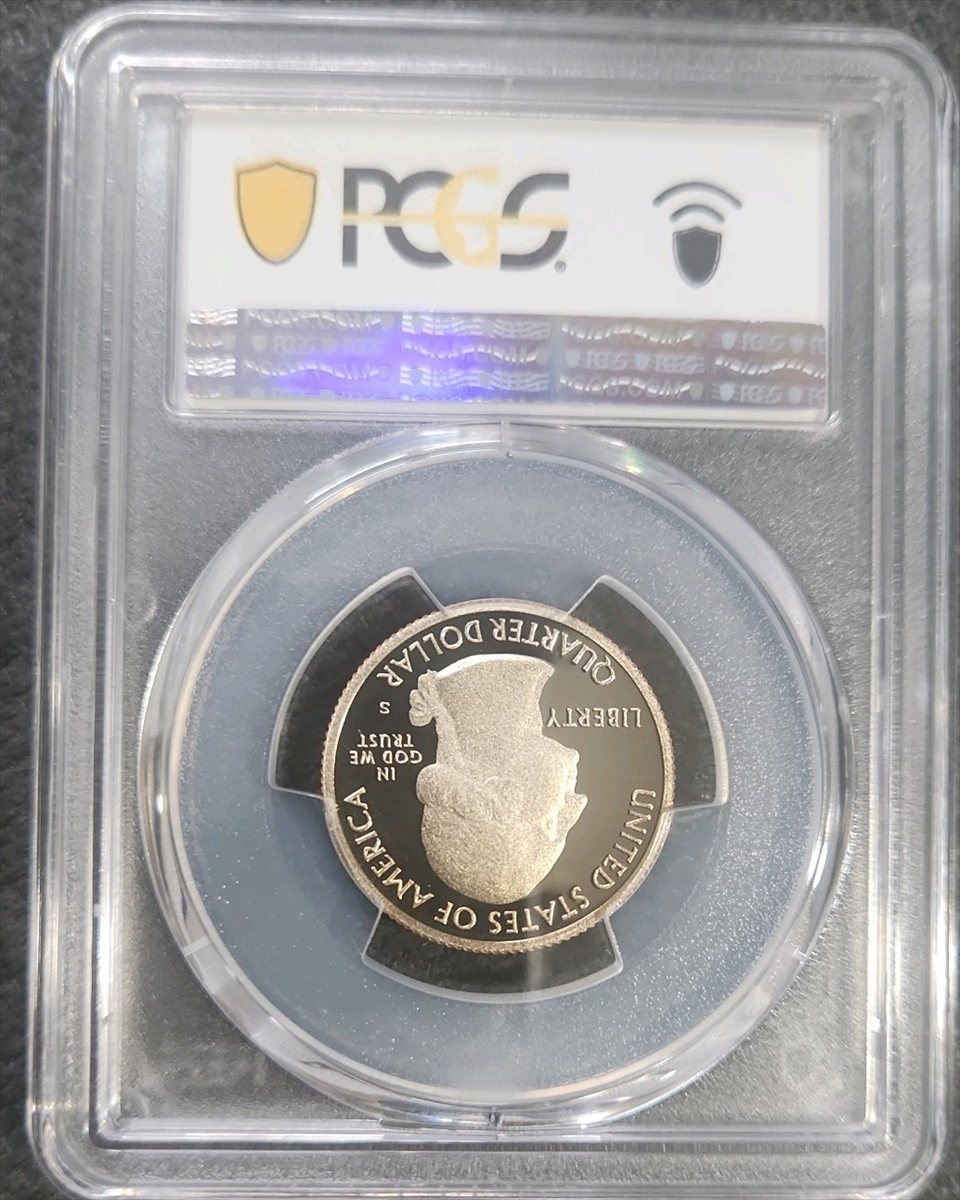 PCGS
QUARTER DOLLAR
LIBERTY
S
IN
GOD WE
TRUST
UNITED STATES OF AMERICA